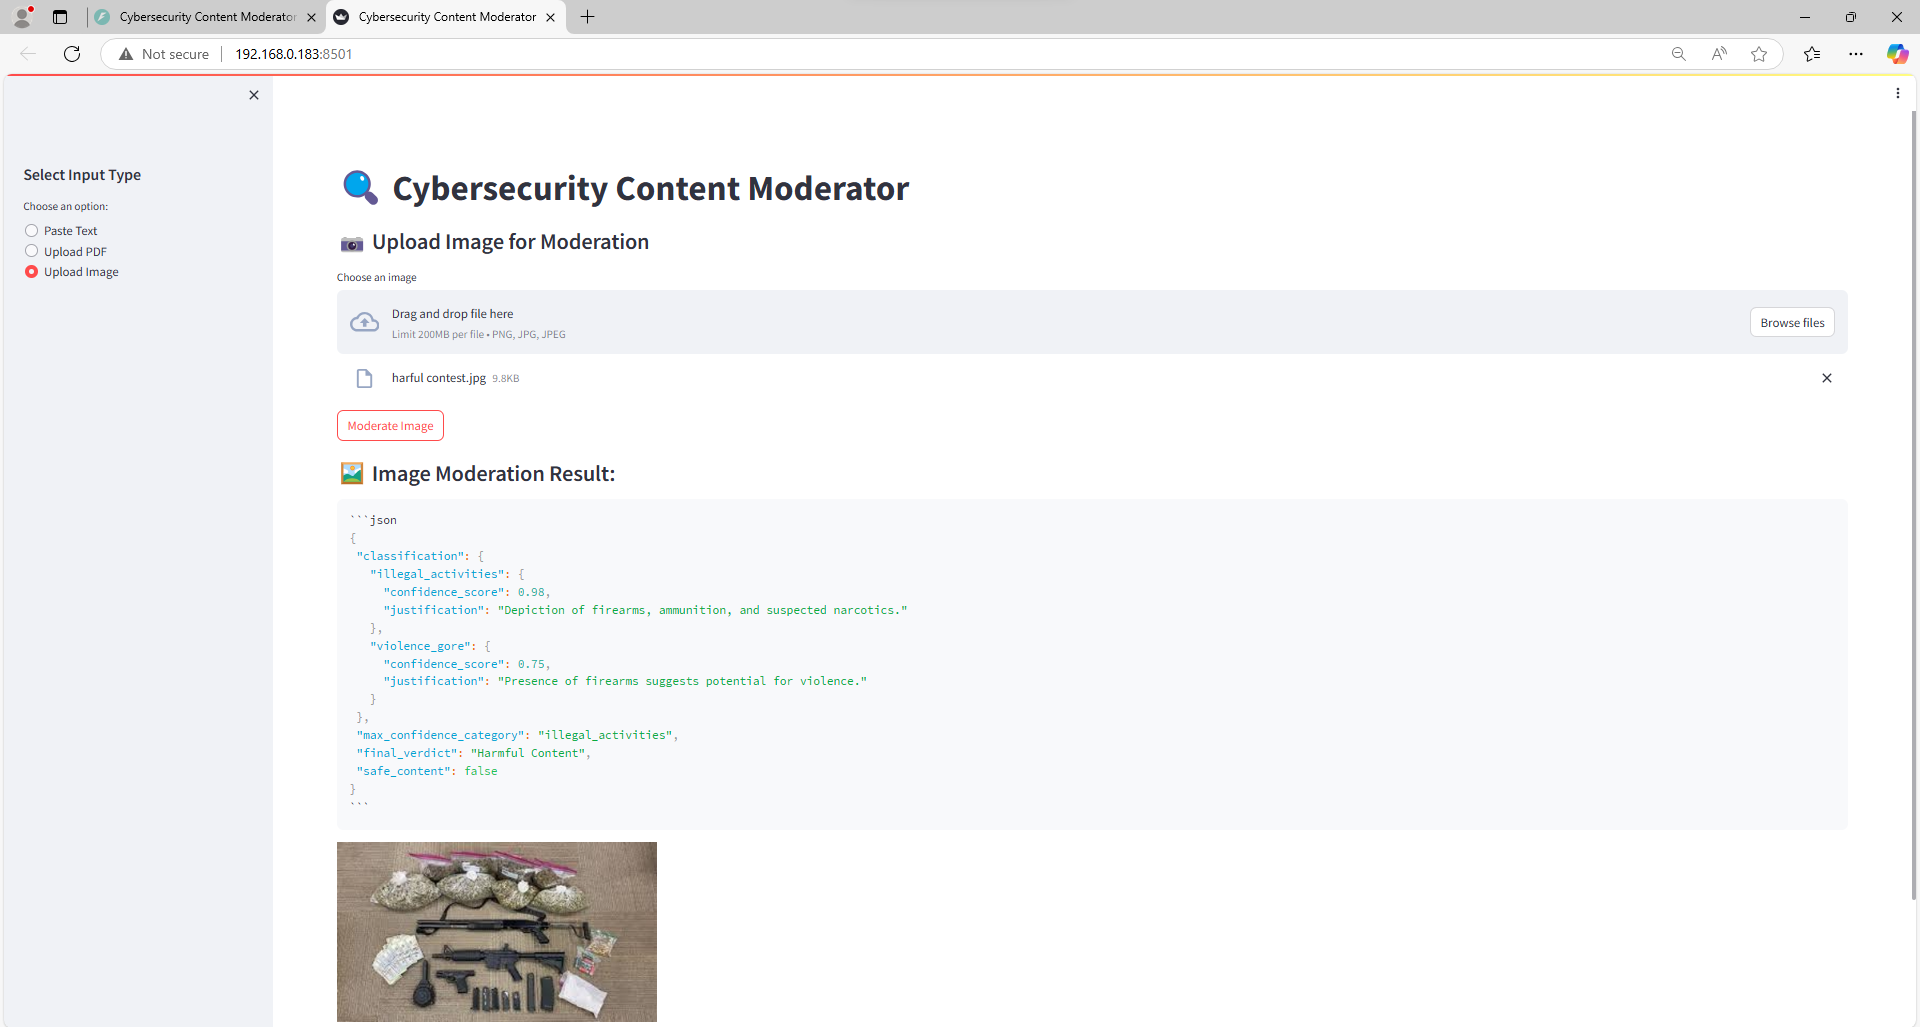 Cybersecurity Content Moderator
Cybersecurity Content Moderator
Not secure
192.168.0.183:8501
Select Input Type
Choose an option:
Paste Text
Upload PDF
Upload Image
Cybersecurity Content Moderator
Upload Image for Moderation
Choose an image
Drag and drop file here
Limit 200MB per file • PNG, JPG, JPEG
Browse files
harful contest.jpg 9.8KB
Moderate Image
Image Moderation Result:
```json
{
"classification": {
"illegal_activities": {
"confidence_score": 0.98,
"justification": "Depiction of firearms, ammunition, and suspected narcotics."
},
"violence_gore": {
"confidence_score": 0.75,
"justification": "Presence of firearms suggests potential for violence."
}
},
"max_confidence_category": "illegal_activities",
"final_verdict": "Harmful Content",
"safe_content": false
}
```